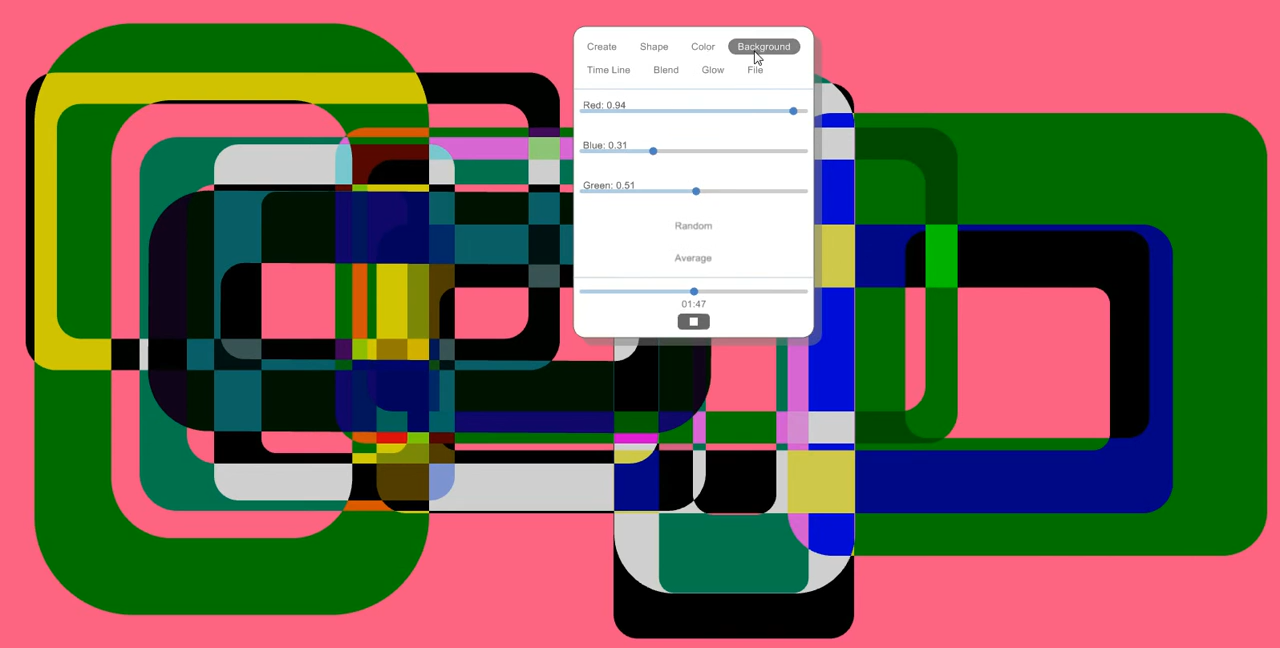 Create Shape Color Background
Time Line Blend Glow File
Red: 0.94
Blue: 0.31
Green: 0.51
Random
Average
01:47